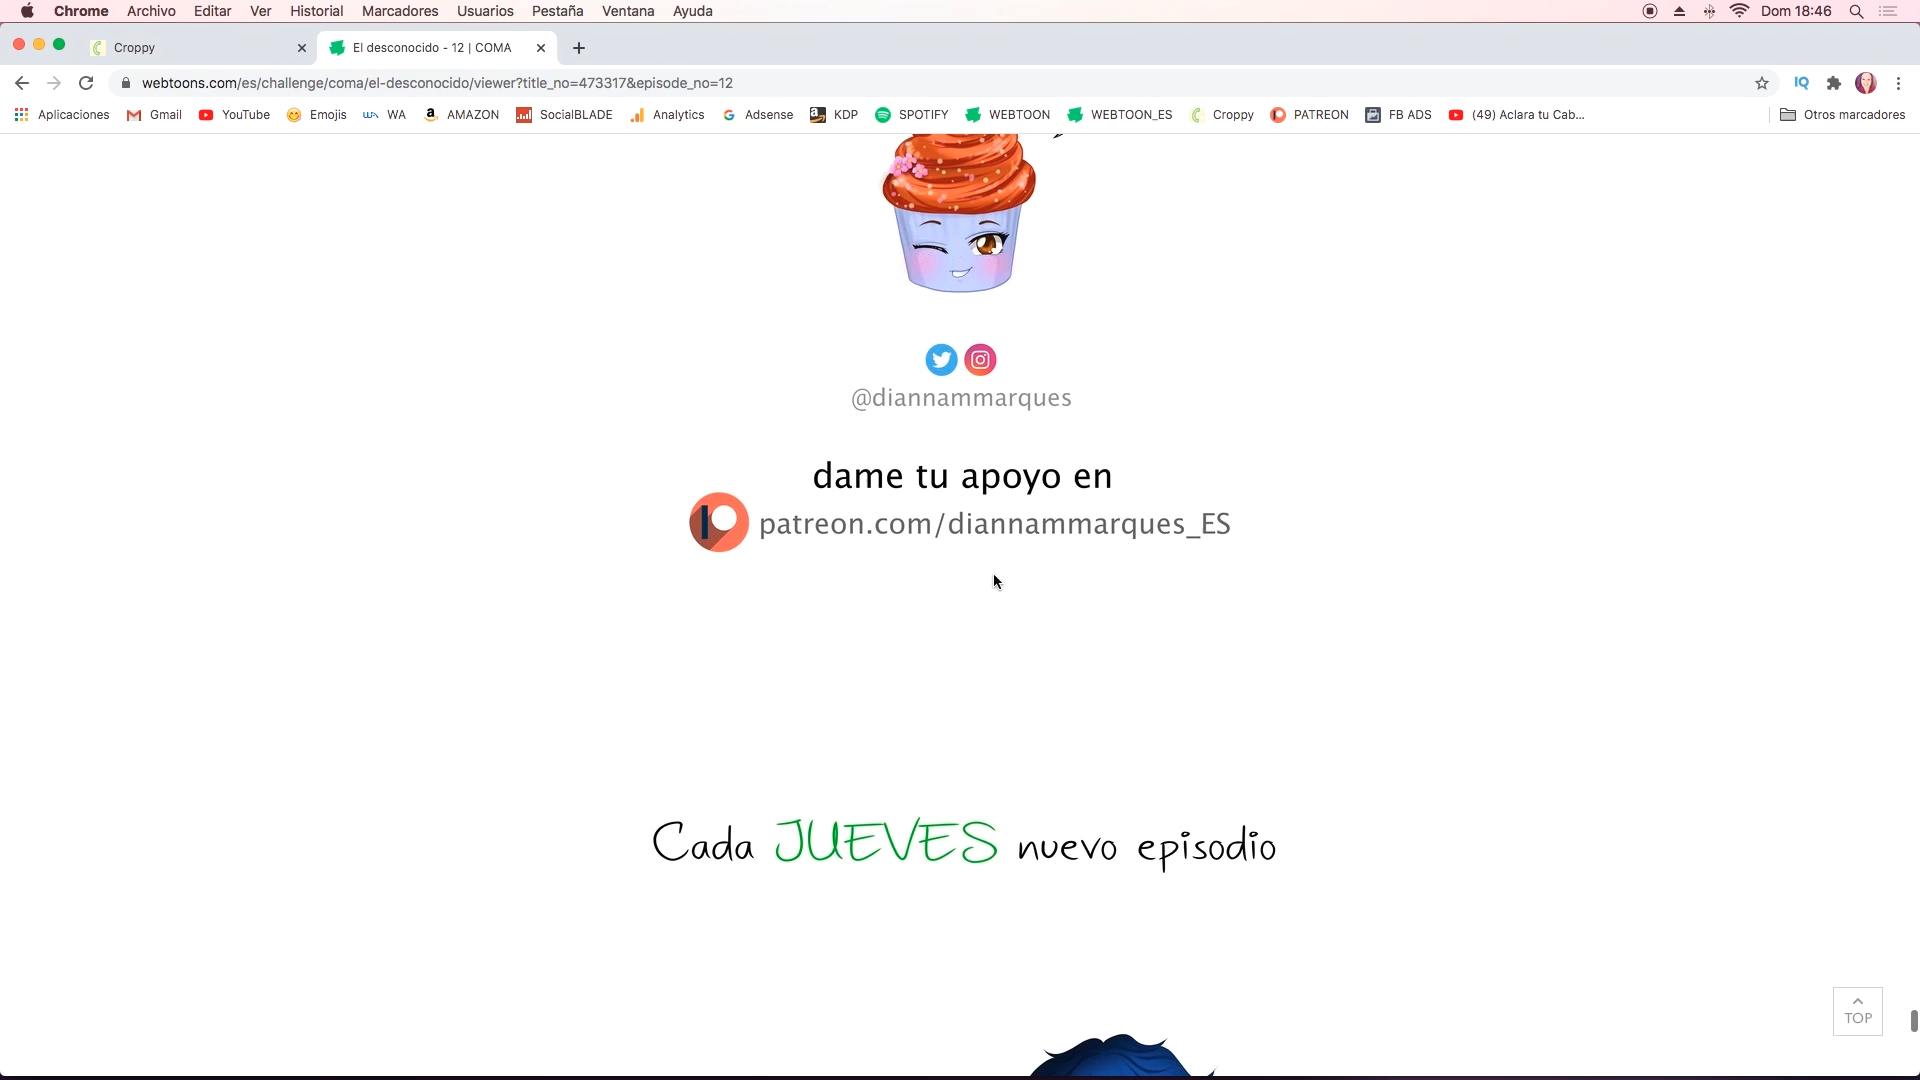 Chrome Archivo Editar Ver Historial Marcadores Usuarios Pestaña Ventana Ayuda Dom 18:46
Croppy El desconocido - 12 | COMA
webtoons.com/es/challenge/coma/el-desconocido/viewer?title_no=473317&episode_no=12 IQ
Aplicaciones Gmail YouTube Emojis WA AMAZON SocialBLADE Analytics Adsense KDP SPOTIFY WEBTOON WEBTOON_ES Croppy PATREON FB ADS (49) Aclara tu Cab... Otros marcadores
@diannammarques
dame tu apoyo en
patreon.com/diannammarques_ES
Cada JUEVES nuevo episodio
TOP